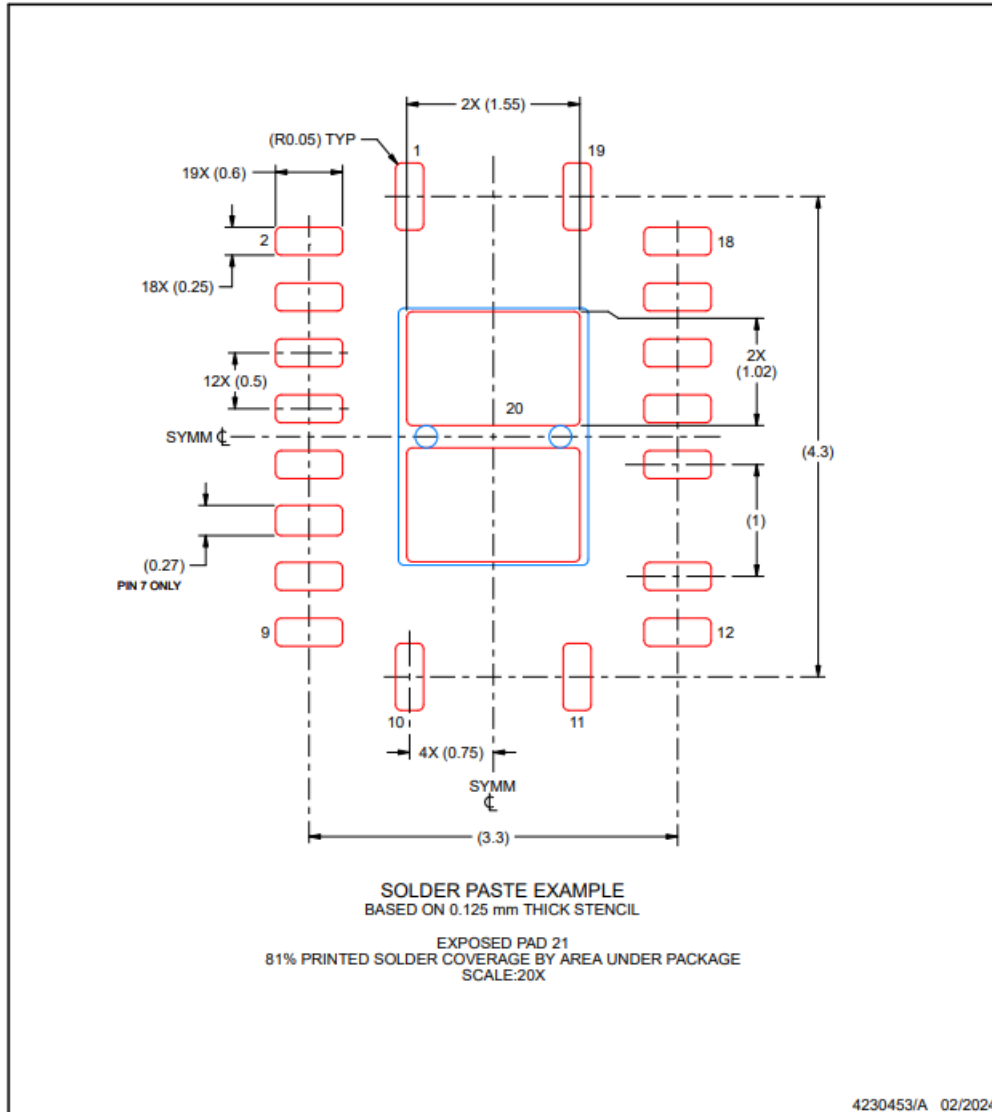 2X (1.55)
(R0.05) TYP
1
19
19X (0.6)
2
18
18X (0.25)
2X
(1.02)
12X (0.5)
20
SYMM ℄
(4.3)
(1)
(0.27)
PIN 7 ONLY
9
12
10
11
4X (0.75)
SYMM
℄
(3.3)
SOLDER PASTE EXAMPLE
BASED ON 0.125 mm THICK STENCIL
EXPOSED PAD 21
81% PRINTED SOLDER COVERAGE BY AREA UNDER PACKAGE
SCALE:20X
4230453/A 02/2024